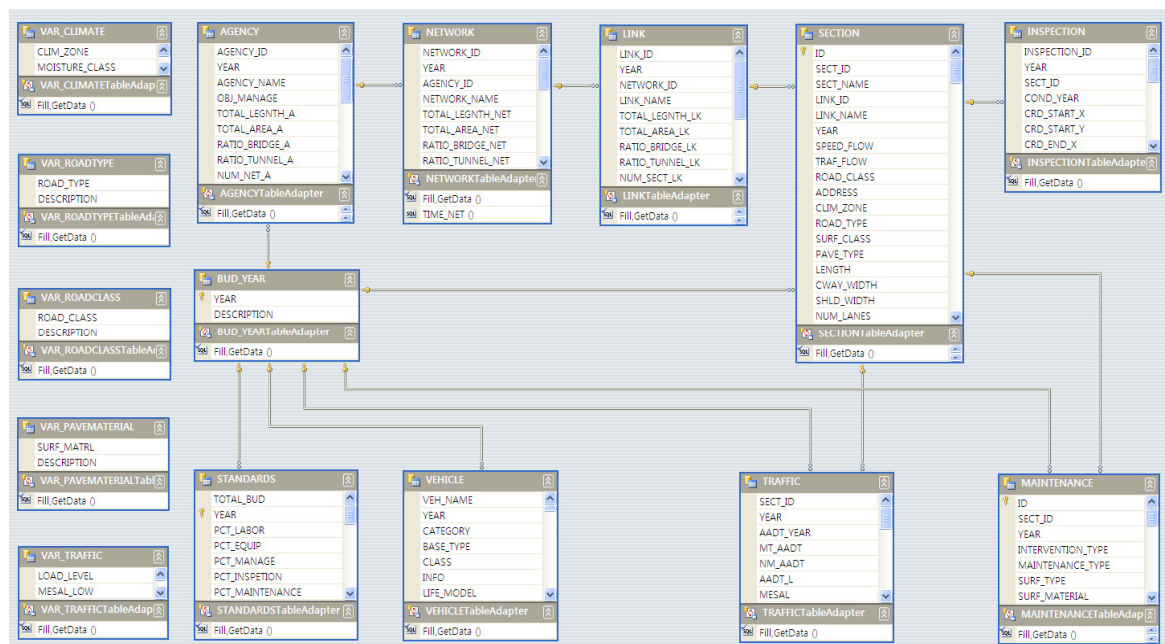 VAR_CLIMATE
CLIM_ZONE
MOISTURE_CLASS
VAR_CLIMATETableAdap
Fill,GetData ()
AGENCY
AGENCY_ID
YEAR
AGENCY_NAME
OBJ_MANAGE
TOTAL_LEGNTH_A
TOTAL_AREA_A
RATIO_BRIDGE_A
RATIO_TUNNEL_A
NUM_NET_A
AGENCYTableAdapter
Fill,GetData ()
NETWORK
NETWORK_ID
YEAR
AGENCY_ID
NETWORK_NAME
TOTAL_LEGNTH_NET
TOTAL_AREA_NET
RATIO_BRIDGE_NET
RATIO_TUNNEL_NET
NETWORKTableAdapter
Fill,GetData ()
TIME_NET ()
LINK
LINK_ID
YEAR
NETWORK_ID
LINK_NAME
TOTAL_LEGNTH_LK
TOTAL_AREA_LK
RATIO_BRIDGE_LK
RATIO_TUNNEL_LK
NUM_SECT_LK
LINKTableAdapter
Fill,GetData ()
SECTION
ID
SECT_ID
SECT_NAME
LINK_ID
LINK_NAME
YEAR
SPEED_FLOW
TRAF_FLOW
ROAD_CLASS
ADDRESS
CLIM_ZONE
ROAD_TYPE
SURF_CLASS
PAVE_TYPE
LENGTH
CWAY_WIDTH
SHLD_WIDTH
NUM_LANES
SECTIONTableAdapter
Fill,GetData ()
INSPECTION
INSPECTION_ID
YEAR
SECT_ID
COND_YEAR
CRD_START_X
CRD_START_Y
CRD_END_X
INSPECTIONTableAdapte
Fill,GetData ()
VAR_ROADTYPE
ROAD_TYPE
DESCRIPTION
VAR_ROADTYPETableAda
Fill,GetData ()
BUD_YEAR
YEAR
DESCRIPTION
BUD_YEARTableAdapter
Fill,GetData ()
VAR_ROADCLASS
ROAD_CLASS
DESCRIPTION
VAR_ROADCLASSTableA
Fill,GetData ()
VAR_PAVEMATERIAL
SURF_MATRL
DESCRIPTION
VAR_PAVEMATERIALTabl
Fill,GetData ()
VAR_TRAFFIC
LOAD_LEVEL
MESAL_LOW
VAR_TRAFFICTableAdap
Fill,GetData ()
STANDARDS
TOTAL_BUD
YEAR
PCT_LABOR
PCT_EQUIP
PCT_MANAGE
PCT_INSPETION
PCT_MAINTENANCE
STANDARDSTableAdapter
Fill,GetData ()
VEHICLE
VEH_NAME
YEAR
CATEGORY
BASE_TYPE
CLASS
INFO
LIFE_MODEL
VEHICLETableAdapter
Fill,GetData ()
TRAFFIC
SECT_ID
YEAR
AADT_YEAR
MT_AADT
NM_AADT
AADT_L
MESAL
TRAFFICTableAdapter
Fill,GetData ()
MAINTENANCE
ID
SECT_ID
YEAR
INTERVENTION_TYPE
MAINTENANCE_TYPE
SURF_TYPE
SURF_MATERIAL
MAINTENANCETableAdap
Fill,GetData ()